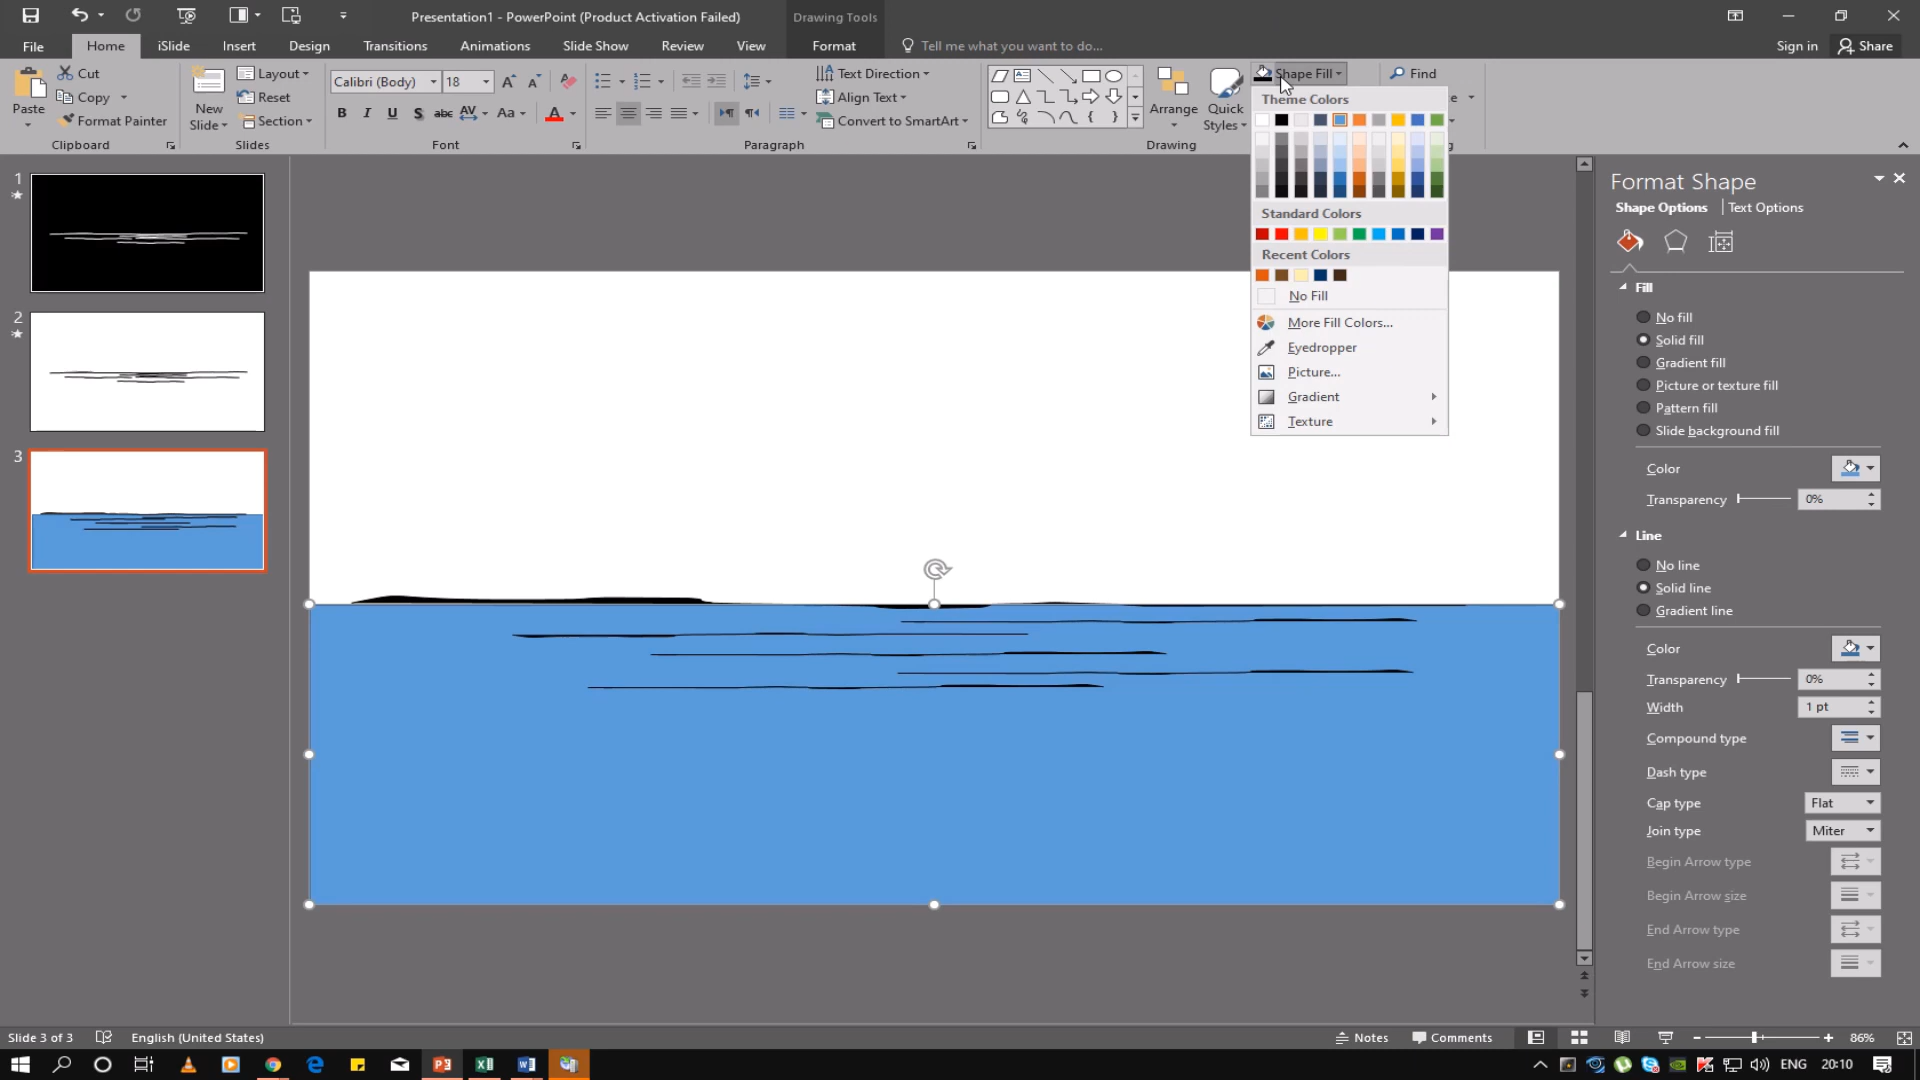 Presentation1 - PowerPoint (Product Activation Failed)
Drawing Tools
File
Home
iSlide
Insert
Design
Transitions
Animations
Slide Show
Review
View
Format
Tell me what you want to do...
Sign in
Share
Paste
Cut
Copy
Format Painter
Clipboard
New
Slide
Layout
Reset
Section
Slides
Calibri (Body)
18
A
A
B
I
U
S
abc
AV
Aa
A
Font
Text Direction
Align Text
Convert to SmartArt
Paragraph
Arrange
Quick
Styles
Drawing
Shape Fill
Find
e
g
Theme Colors
Standard Colors
Recent Colors
No Fill
More Fill Colors...
Eyedropper
Picture...
Gradient
Texture
1
2
3
Format Shape
Shape Options
Text Options
Fill
No fill
Solid fill
Gradient fill
Picture or texture fill
Pattern fill
Slide background fill
Color
Transparency
0%
Line
No line
Solid line
Gradient line
Color
Transparency
0%
Width
1 pt
Compound type
Dash type
Cap type
Flat
Join type
Miter
Begin Arrow type
Begin Arrow size
End Arrow type
End Arrow size
Slide 3 of 3
English (United States)
Notes
Comments
86%
ENG
20:10